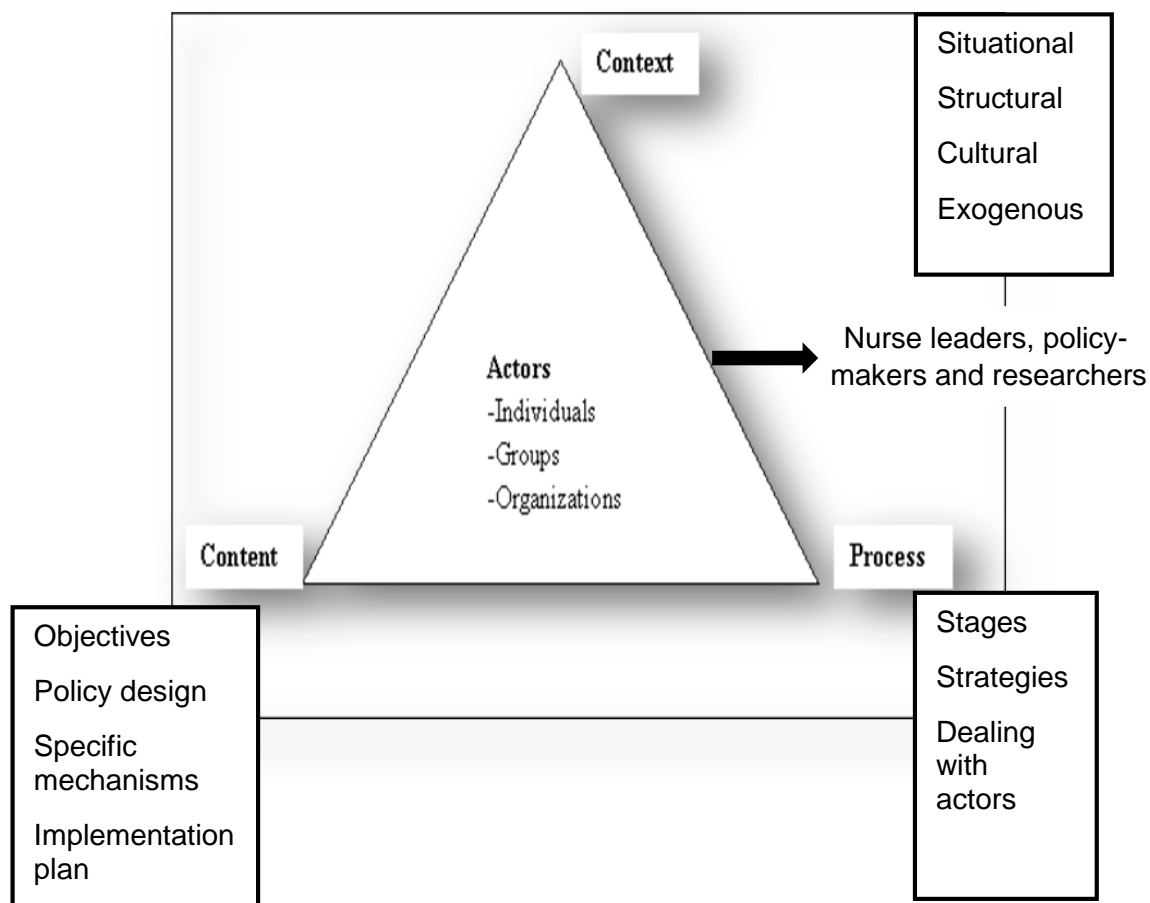 Context
Situational
Structural
Cultural
Exogenous
Nurse leaders, policy-
makers and researchers
Actors
-Individuals
-Groups
-Organizations
Content
Process
Objectives
Policy design
Specific
mechanisms
Implementation
plan
Stages
Strategies
Dealing
with
actors